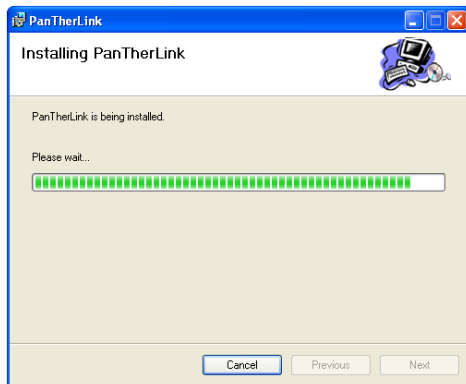 PanTherLink
Installing PanTherLink
PanTherLink is being installed.
Please wait...
Cancel
Previous
Next